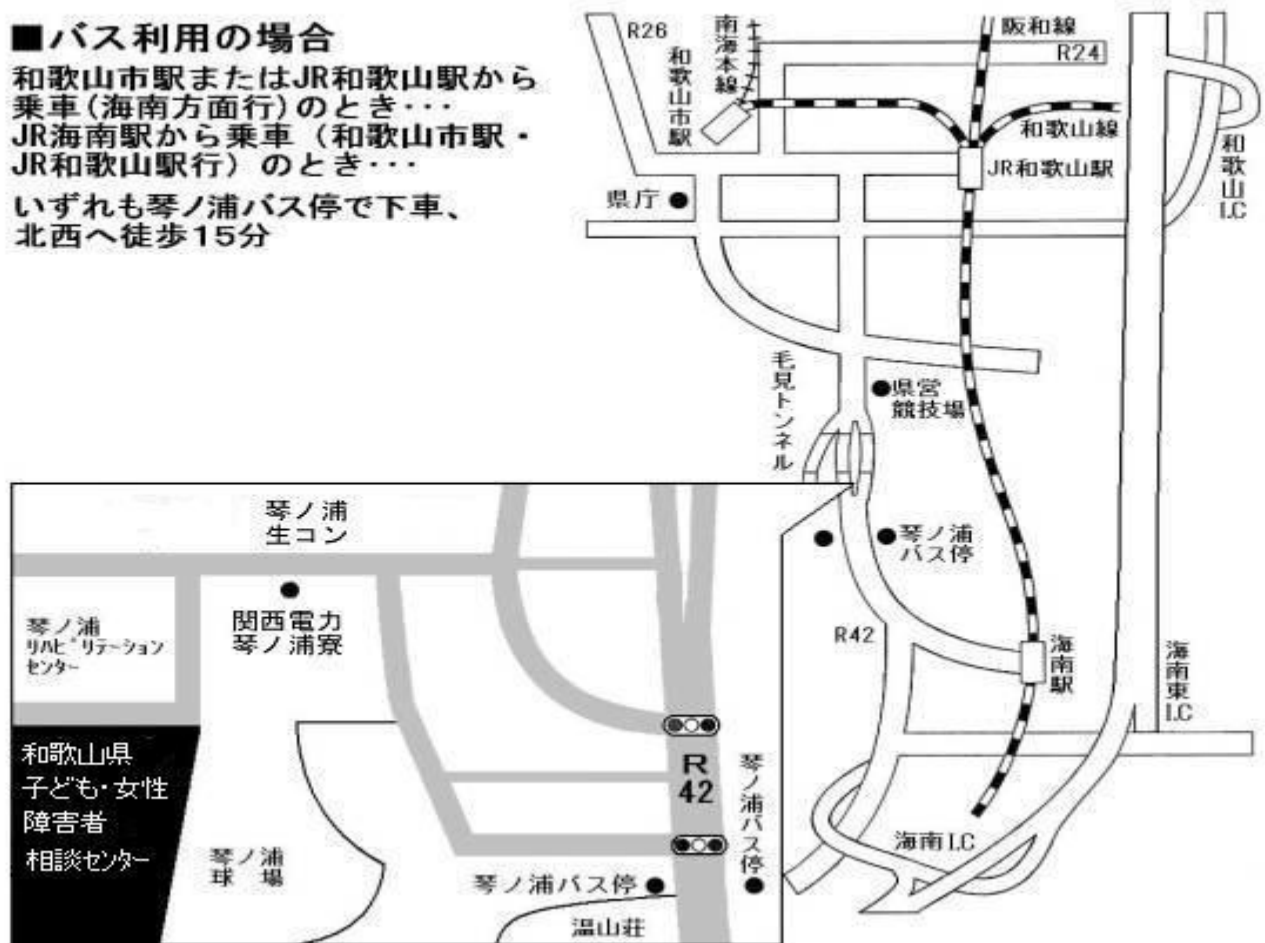 ■バス利用の場合
和歌山市駅またはJR和歌山駅から
乗車(海南方面行)のとき･･･
JR海南駅から乗車（和歌山市駅・
JR和歌山駅行）のとき･･･
いずれも琴ノ浦バス停で下車、
北西へ徒歩15分
R26
南海本線
和歌山市駅
阪和線
R24
和歌山線
JR和歌山駅
和歌山I.C
県庁
毛見トンネル
県営
競技場
琴ノ浦
バス停
R42
海南駅
海南東I.C
海南I.C
琴ノ浦
生コン
関西電力
琴ノ浦寮
琴ノ浦
ﾘﾊﾋﾞﾘﾃｰｼｮﾝ
ｾﾝﾀｰ
和歌山県
子ども・女性
障害者
相談センター
琴ノ浦
球場
R
42
琴ノ浦バス停
琴ノ浦バス停
温山荘